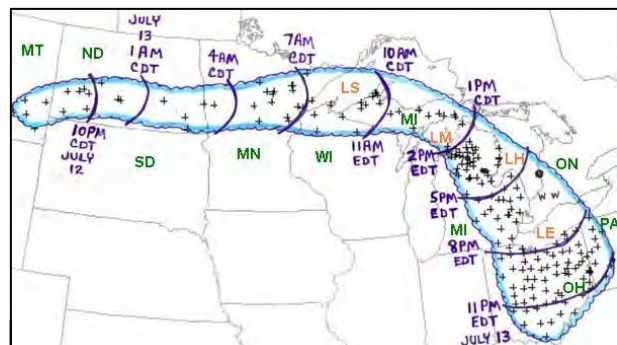 JULY
13
1AM
CDT
MT
ND
4AM
CDT
7AM
CDT
10AM
CDT
1PM
CDT
LS
MI
LM
LH
ON
10PM
CDT
JULY
12
SD
MN
WI
11AM
EDT
2PM
EDT
5PM
EDT
W W
PA
MI
LE
8PM
EDT
OH
11PM
EDT
JULY 13